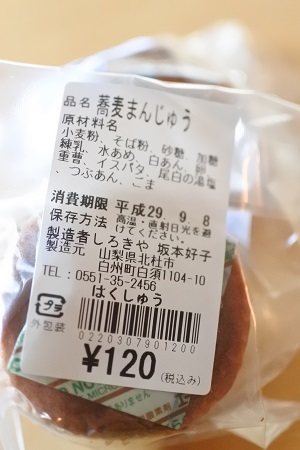 品名 蕎麦まんじゅう
原材料名
小麦粉、そば粉、砂糖、加糖
練乳、水あめ、白あん、卵、
重曹、イスパタ、尾白の湯塩
、つぶあん、ごま
消費期限 平成29. 9. 8
保存方法 高温・直射日光を避
けてください。
製造者 しろきや 坂本好子
製造元 山梨県北杜市
白州町白須1104-10
TEL: 0551-35-2456
はくしゅう
0220307901200
外包装
¥120
(税込み)